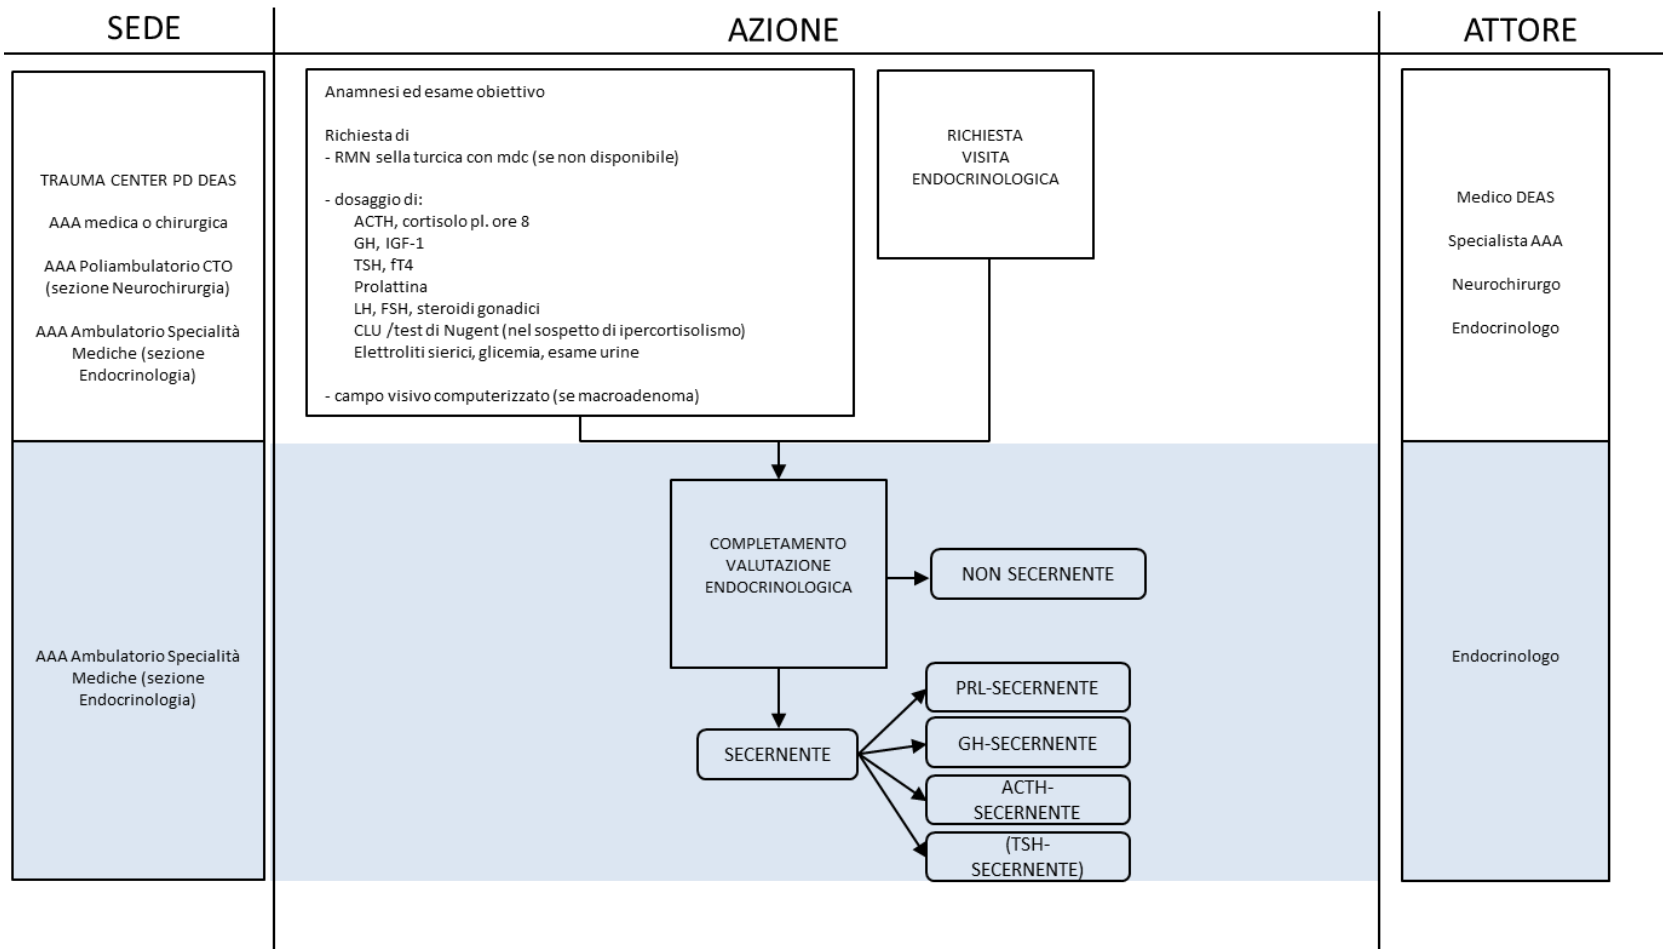 SEDE
AZIONE
ATTORE
TRAUMA CENTER PD DEAS
AAA medica o chirurgica
AAA Poliambulatorio CTO
(sezione Neurochirurgia)
AAA Ambulatorio Specialità
Mediche (sezione
Endocrinologia)
Anamnesi ed esame obiettivo
Richiesta di
- RMN sella turcica con mdc (se non disponibile)
- dosaggio di:
ACTH, cortisolo pl. ore 8
GH, IGF-1
TSH, fT4
Prolattina
LH, FSH, steroidi gonadici
CLU /test di Nugent (nel sospetto di ipercortisolismo)
Elettroliti sierici, glicemia, esame urine
- campo visivo computerizzato (se macroadenoma)
RICHIESTA
VISITA
ENDOCRINOLOGICA
Medico DEAS
Specialista AAA
Neurochirurgo
Endocrinologo
AAA Ambulatorio Specialità
Mediche (sezione
Endocrinologia)
COMPLETAMENTO
VALUTAZIONE
ENDOCRINOLOGICA
NON SECERNENTE
SECERNENTE
PRL-SECERNENTE
GH-SECERNENTE
ACTH-
SECERNENTE
(TSH-
SECERNENTE)
Endocrinologo